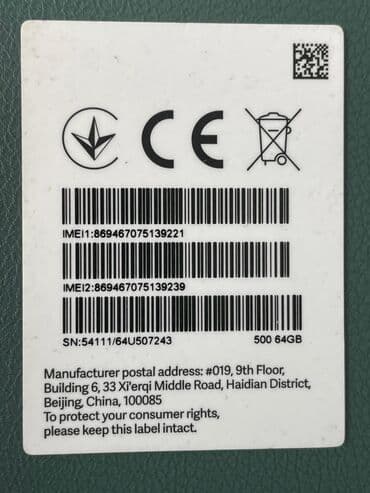 CE
IMEI1:869467075139221
IMEI2:869467075139239
SN:54111/64U507243 500 64GB
Manufacturer postal address: #019, 9th Floor,
Building 6, 33 Xi'erqi Middle Road, Haidian District,
Beijing, China, 100085
To protect your consumer rights,
please keep this label intact.